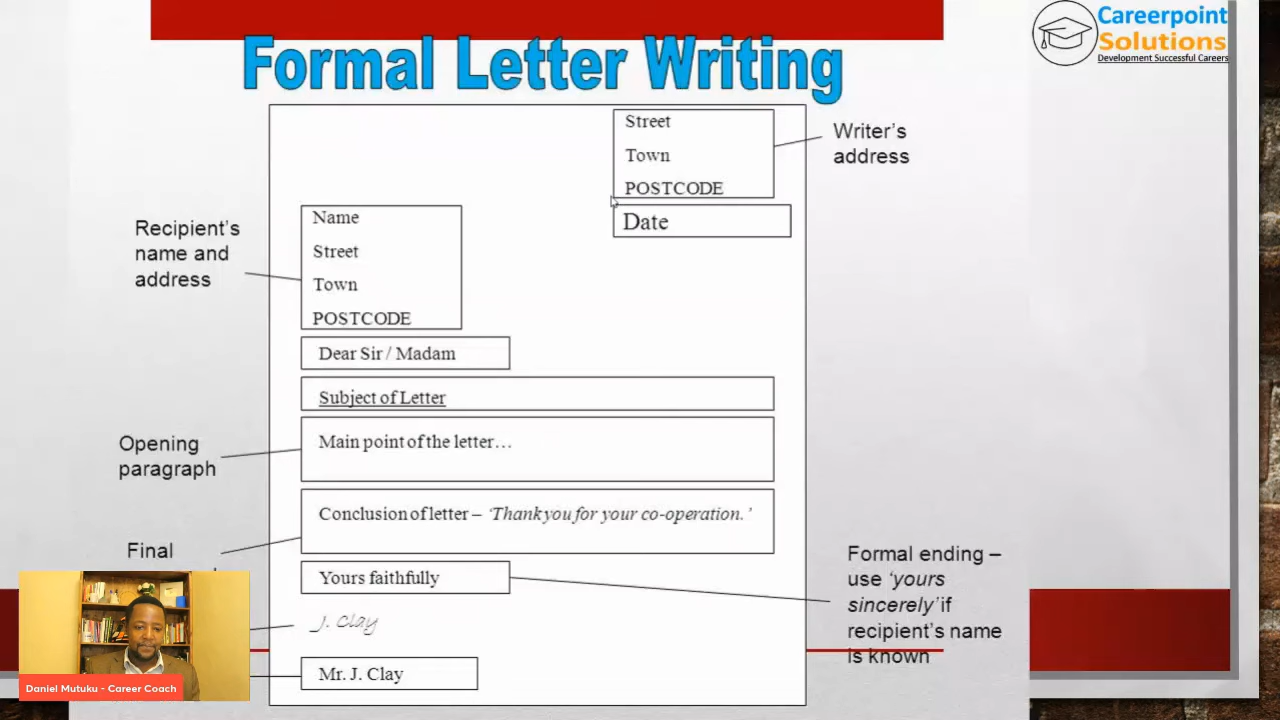 Careerpoint
Solutions
Development Successful Careers
Formal Letter Writing
Street
Town
POSTCODE
Writer's
address
Date
Recipient's
name and
address
Name
Street
Town
POSTCODE
Dear Sir / Madam
Subject of Letter
Opening
paragraph
Main point of the letter…
Final
Conclusion of letter – 'Thank you for your co-operation.'
Yours faithfully
Formal ending –
use 'yours
sincerely' if
recipient's name
is known
J. Clay
Mr. J. Clay
Daniel Mutuku - Career Coach